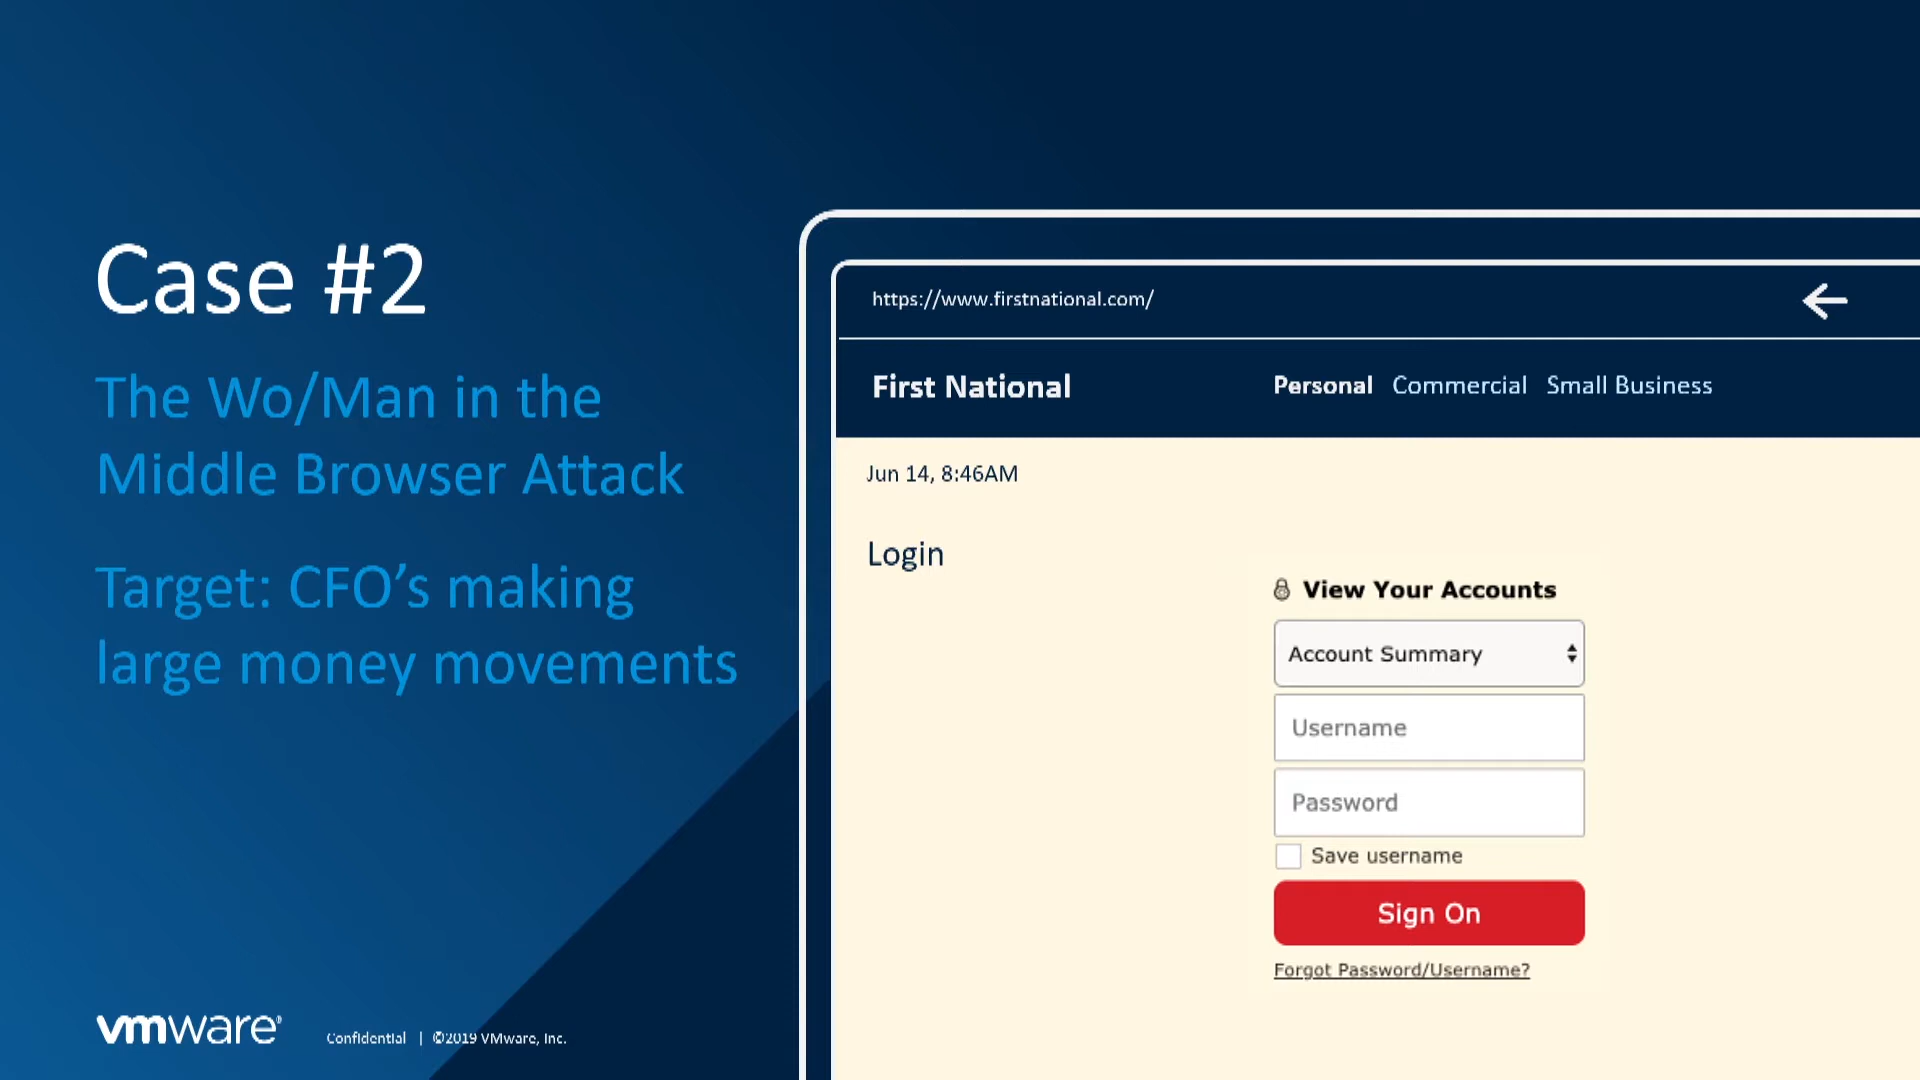 Case #2
The Wo/Man in the
Middle Browser Attack
Target: CFO’s making
large money movements
https://www.firstnational.com/
First National
Personal Commercial Small Business
Jun 14, 8:46AM
Login
View Your Accounts
Account Summary
Username
Password
Save username
Sign On
Forgot Password/Username?
vmware®
Confidential | ©2019 VMware, Inc.